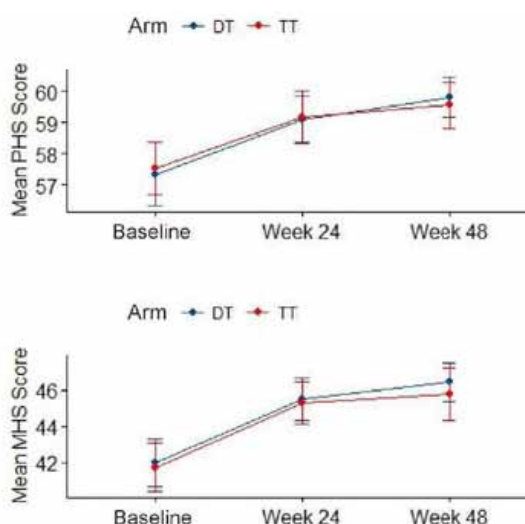 Arm DT TT
Mean PHS Score
60
59
58
57
Baseline Week 24 Week 48
Arm DT TT
Mean MHS Score
46
44
42
Baseline Week 24 Week 48